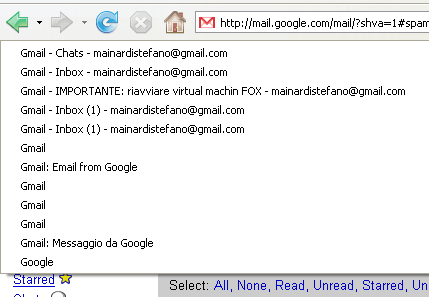 http://mail.google.com/mail/?shva=1#spam
Gmail - Chats - mainardistefano@gmail.com
Gmail - Inbox - mainardistefano@gmail.com
Gmail - IMPORTANTE: riavviare virtual machin FOX - mainardistefano@gmail.com
Gmail - Inbox (1) - mainardistefano@gmail.com
Gmail - Inbox (1) - mainardistefano@gmail.com
Gmail
Gmail: Email from Google
Gmail
Gmail
Gmail
Gmail: Messaggio da Google
Google
Starred
Select: All, None, Read, Unread, Starred, Un